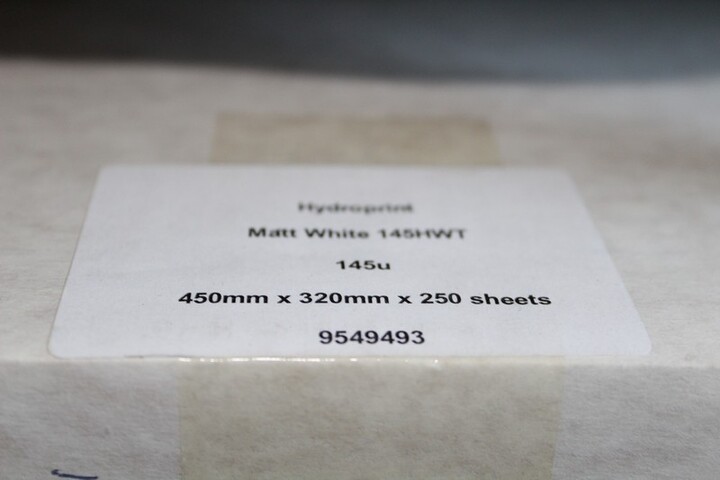 Hydroprint
Matt White 145HWT
145u
450mm x 320mm x 250 sheets
9549493